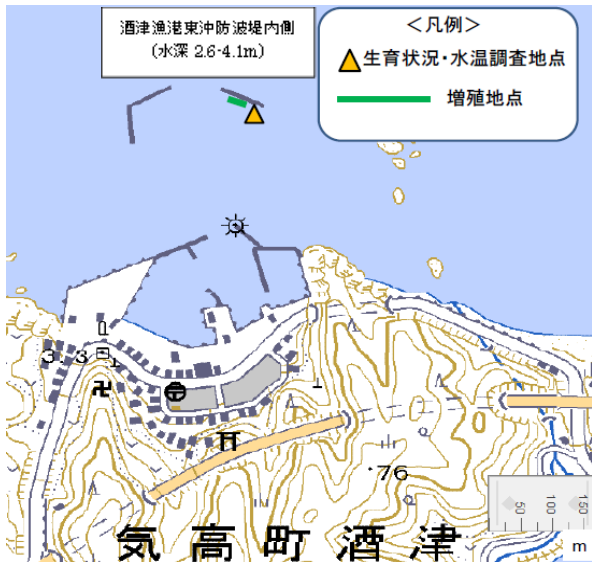 酒津漁港東沖防波堤内側
(水深 2.6-4.1m)
＜凡例＞
生育状況・水温調査地点
増殖地点
3.3
・76
気高町酒津
50 100 150
m